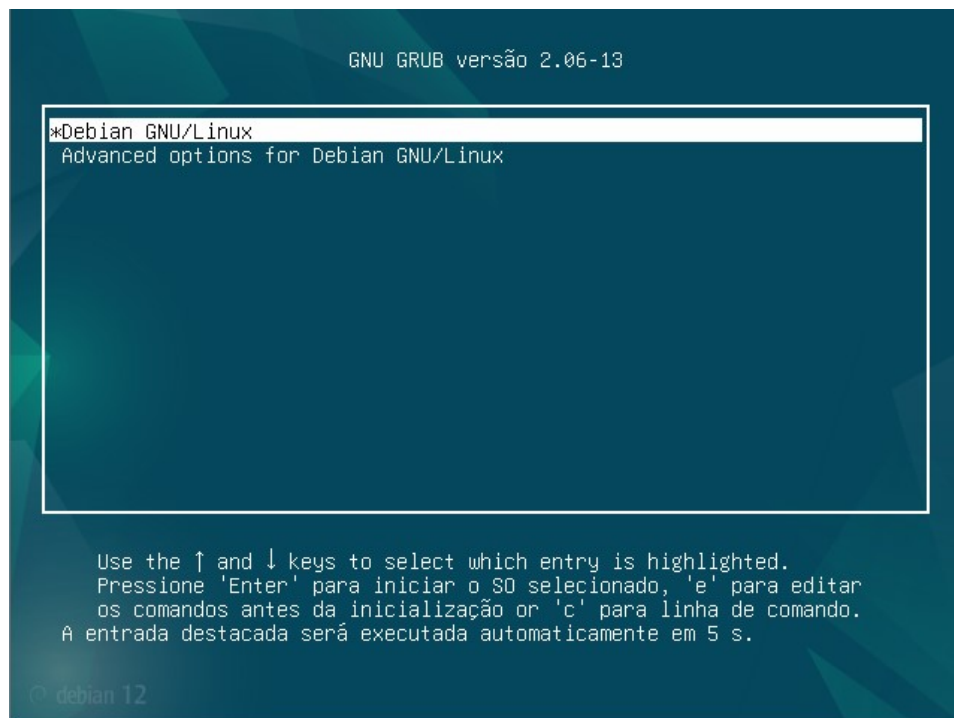 GNU GRUB versão 2.06-13
*Debian GNU/Linux
Advanced options for Debian GNU/Linux
Use the ↑ and ↓ keys to select which entry is highlighted.
Pressione 'Enter' para iniciar o SO selecionado, 'e' para editar
os comandos antes da inicialização or 'c' para linha de comando.
A entrada destacada será executada automaticamente em 5 s.
debian 12